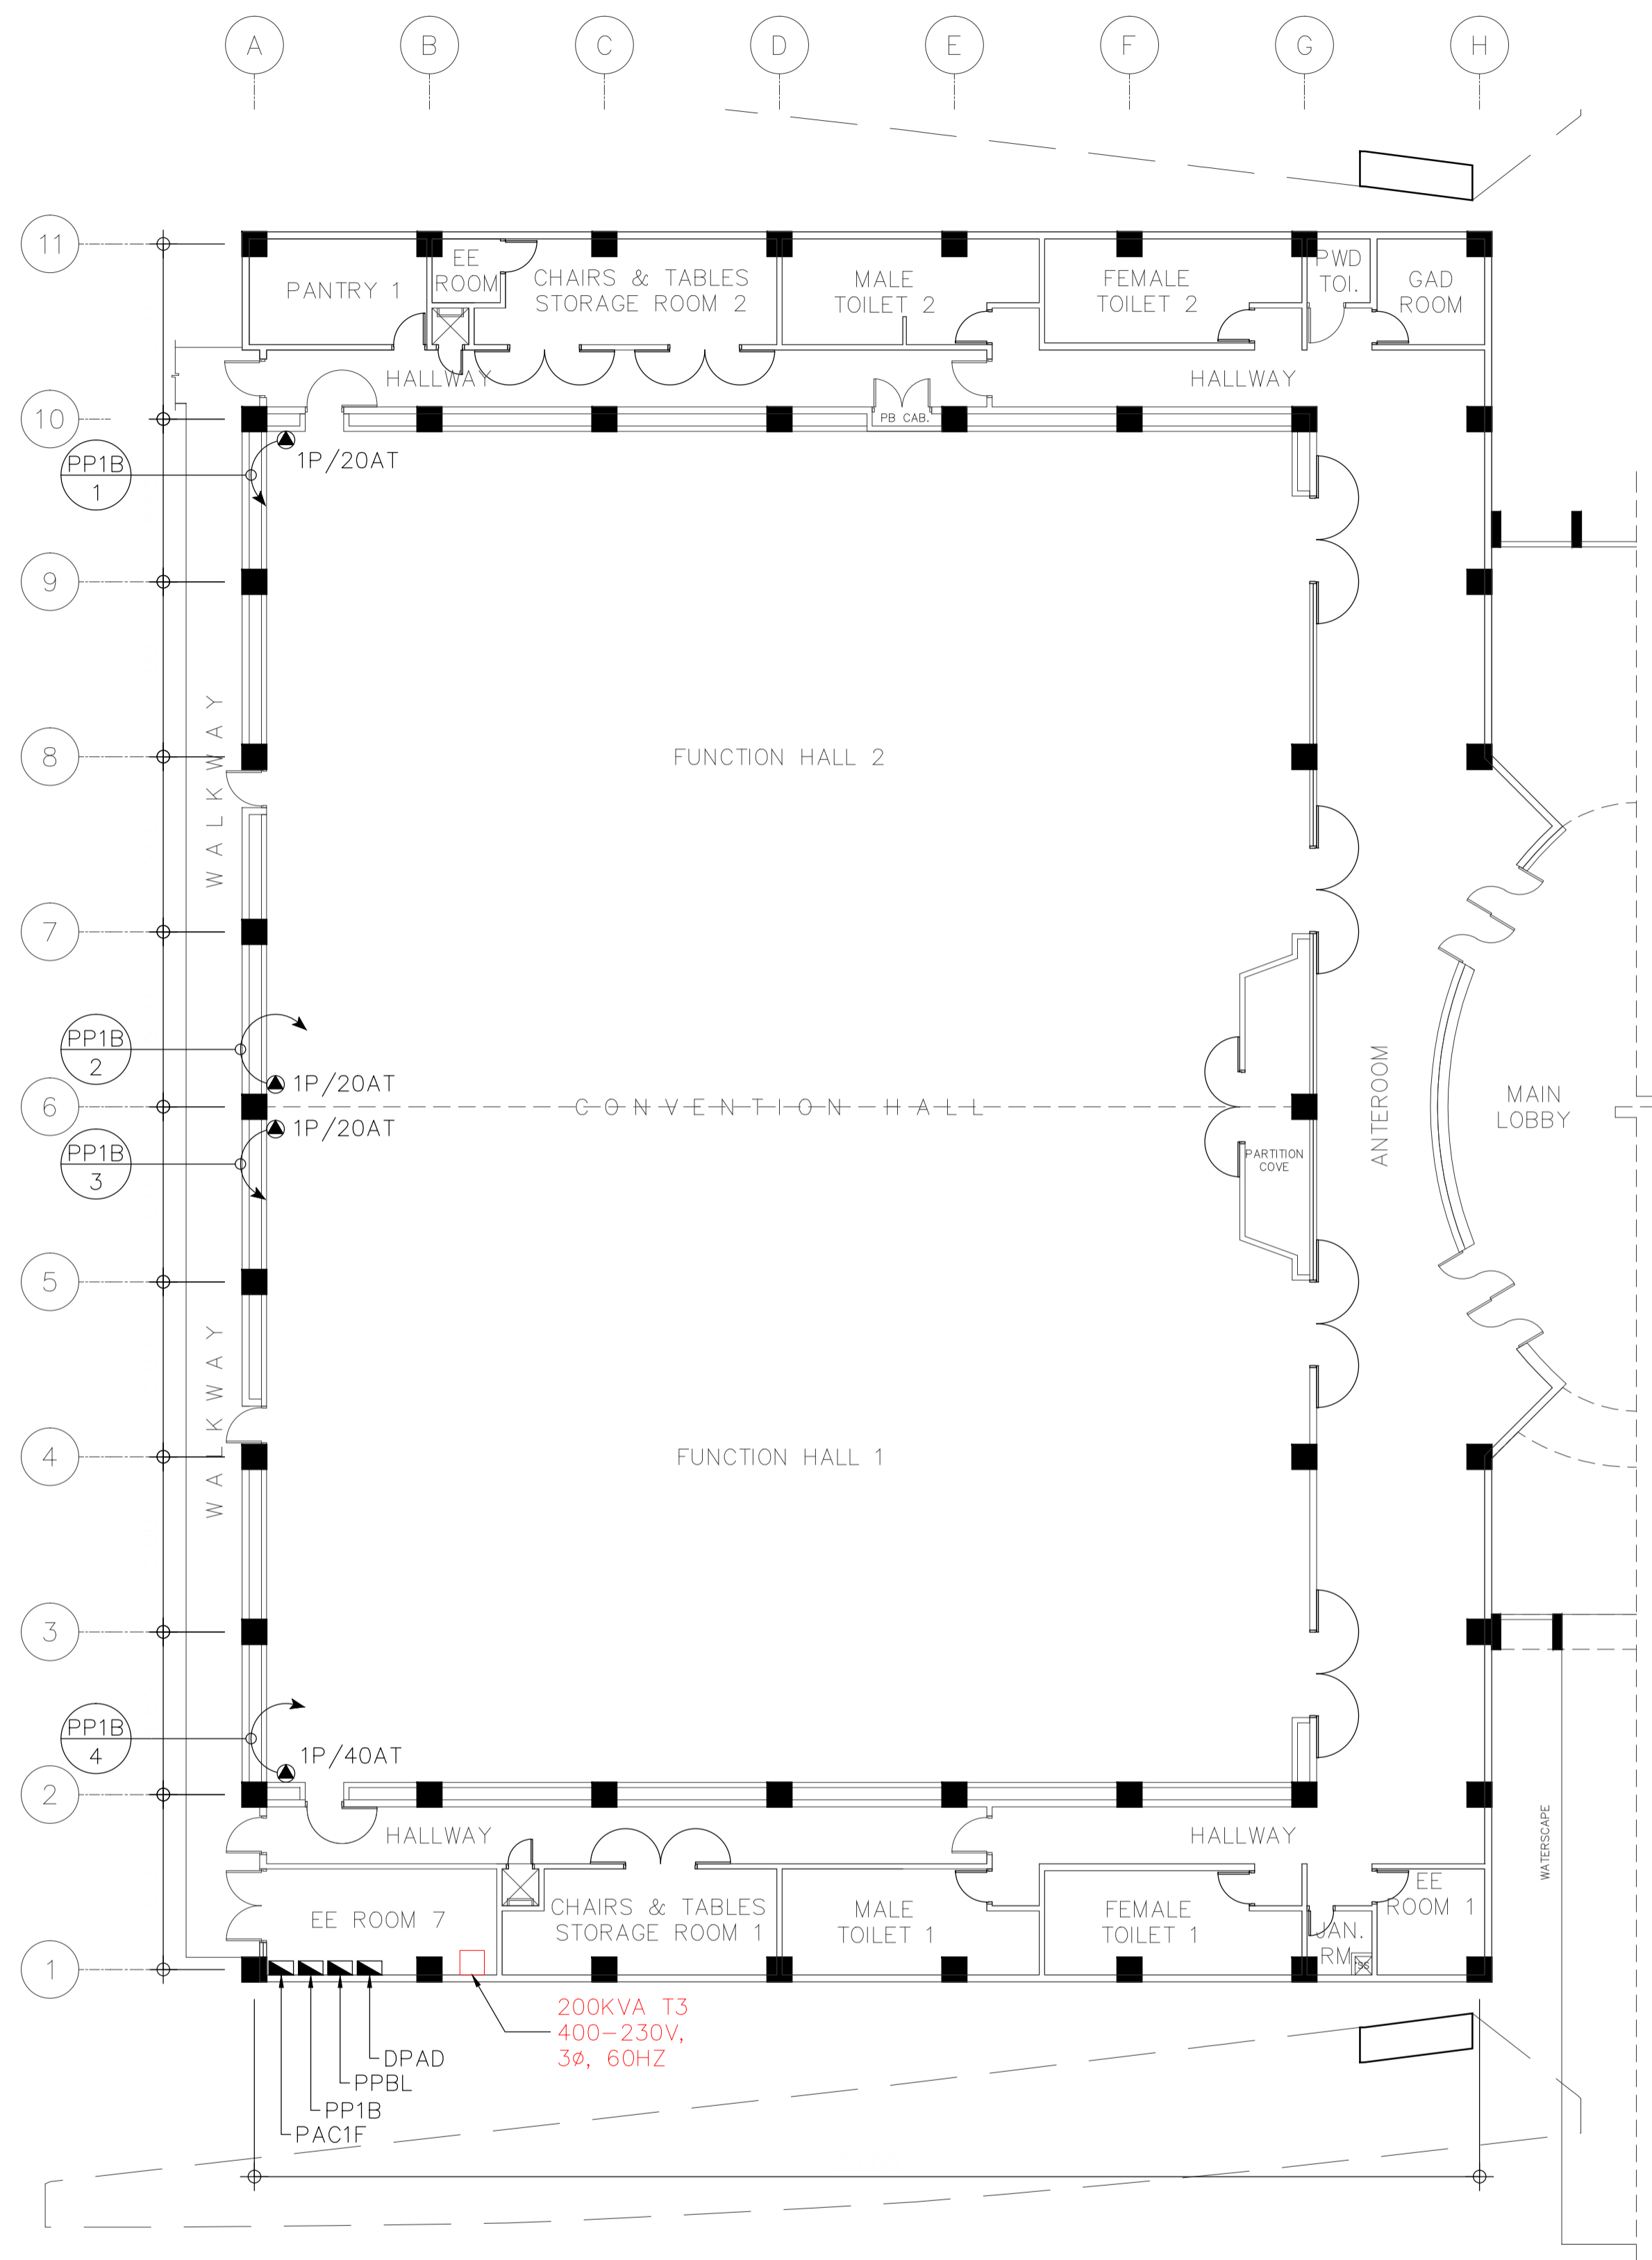 A
B
C
D
E
F
G
H
11
EE
ROOM
PANTRY 1
CHAIRS & TABLES
STORAGE ROOM 2
MALE
TOILET 2
FEMALE
TOILET 2
PWD
TOI.
GAD
ROOM
HALLWAY
HALLWAY
10
PB CAB.
1P/20AT
PP1B
1
9
WALKWAY
8
FUNCTION HALL 2
7
PP1B
2
1P/20AT
6
CONVENTION HALL
1P/20AT
PP1B
3
ANTEROOM
MAIN
LOBBY
PARTITION
COVE
5
WALKWAY
4
FUNCTION HALL 1
3
PP1B
4
1P/40AT
2
HALLWAY
HALLWAY
WATERSCAPE
EE ROOM 7
CHAIRS & TABLES
STORAGE ROOM 1
MALE
TOILET 1
FEMALE
TOILET 1
JAN.
RM.
EE
ROOM 1
SS
1
200KVA T3
400-230V,
3ø, 60HZ
DPAD
PPBL
PP1B
PAC1F